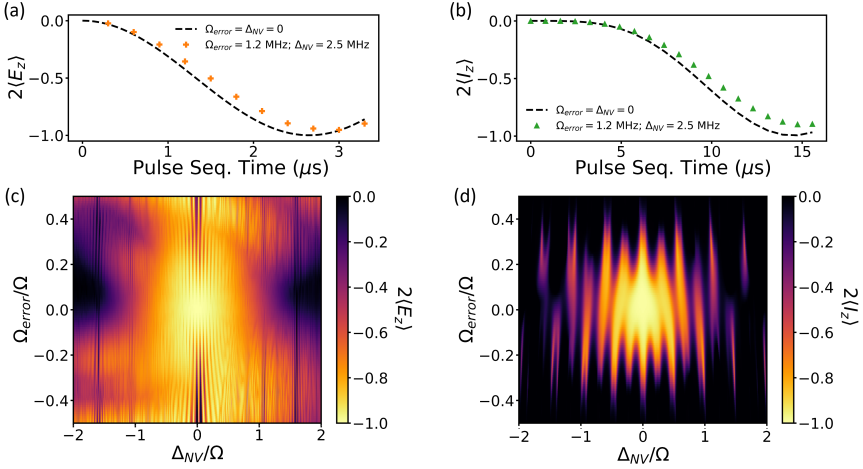 (a)
0.0
−0.5
−1.0
2⟨E_z⟩
Ω_error = Δ_NV = 0
Ω_error = 1.2 MHz; Δ_NV = 2.5 MHz
0 1 2 3
Pulse Seq. Time (μs)
(b)
0.0
−0.5
−1.0
2⟨I_z⟩
Ω_error = Δ_NV = 0
Ω_error = 1.2 MHz; Δ_NV = 2.5 MHz
0 5 10 15
Pulse Seq. Time (μs)
(c)
0.4
0.2
0.0
−0.2
−0.4
Ω_error/Ω
−2 −1 0 1 2
Δ_NV/Ω
0.0
−0.2
−0.4
−0.6
−0.8
−1.0
2⟨E_z⟩
(d)
0.4
0.2
0.0
−0.2
−0.4
Ω_error/Ω
−2 −1 0 1 2
Δ_NV/Ω
0.0
−0.2
−0.4
−0.6
−0.8
−1.0
2⟨I_z⟩